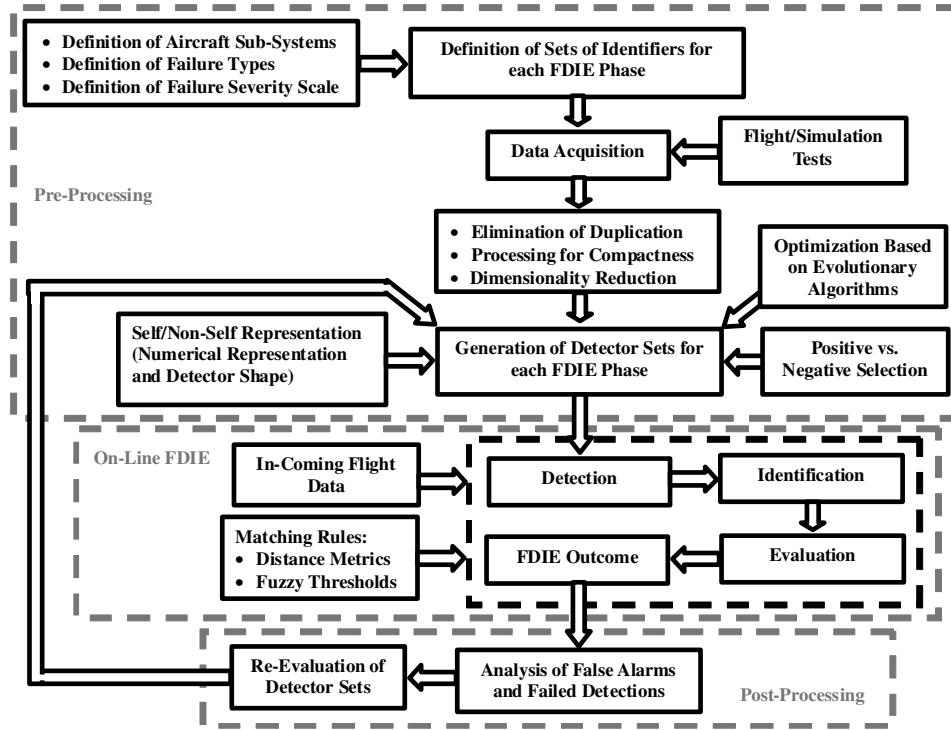 • Definition of Aircraft Sub-Systems
• Definition of Failure Types
• Definition of Failure Severity Scale
Definition of Sets of Identifiers for
each FDIE Phase
Data Acquisition
Flight/Simulation
Tests
Pre-Processing
• Elimination of Duplication
• Processing for Compactness
• Dimensionality Reduction
Optimization Based
on Evolutionary
Algorithms
Self/Non-Self Representation
(Numerical Representation
and Detector Shape)
Generation of Detector Sets for
each FDIE Phase
Positive vs.
Negative Selection
On-Line FDIE
In-Coming Flight
Data
Detection
Identification
Matching Rules:
• Distance Metrics
• Fuzzy Thresholds
FDIE Outcome
Evaluation
Re-Evaluation of
Detector Sets
Analysis of False Alarms
and Failed Detections
Post-Processing